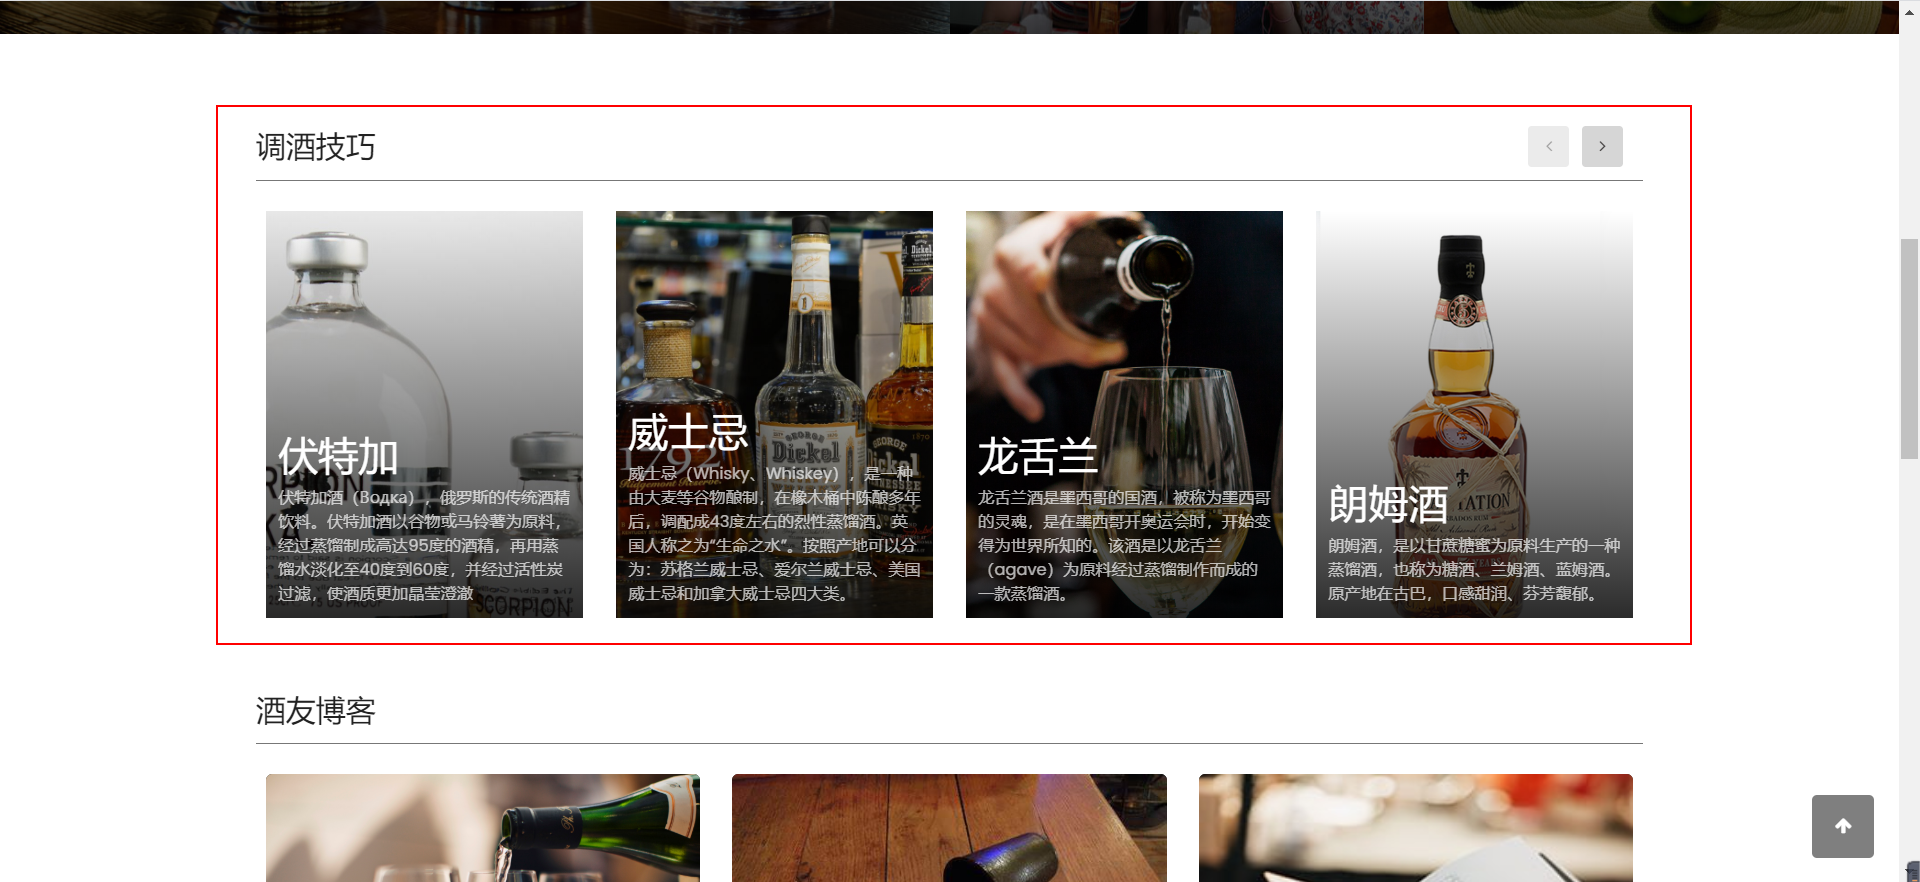 调酒技巧
伏特加
伏特加酒（Водка），俄罗斯的传统酒精
饮料。伏特加酒以谷物或马铃薯为原料，
经过蒸馏制成高达95度的酒精，再用蒸
馏水淡化至40度到60度，并经过活性炭
过滤，使酒质更加晶莹澄澈
SCORPION
威士忌
1792
Ridgemont Reserve
GEORGE
Dickel
威士忌（Whisky、Whiskey），是一种
由大麦等谷物酿制，在橡木桶中陈酿多年
后，调配成43度左右的烈性蒸馏酒。英
国人称之为“生命之水”。按照产地可以分
为：苏格兰威士忌、爱尔兰威士忌、美国
威士忌和加拿大威士忌四大类。
龙舌兰
龙舌兰酒是墨西哥的国酒，被称为墨西哥
的灵魂，是在墨西哥开奥运会时，开始变
得为世界所知的。该酒是以龙舌兰
（agave）为原料经过蒸馏制作而成的
一款蒸馏酒。
朗姆酒
朗姆酒，是以甘蔗糖蜜为原料生产的一种
蒸馏酒，也称为糖酒、兰姆酒、蓝姆酒。
原产地在古巴，口感甜润、芬芳馥郁。
酒友博客